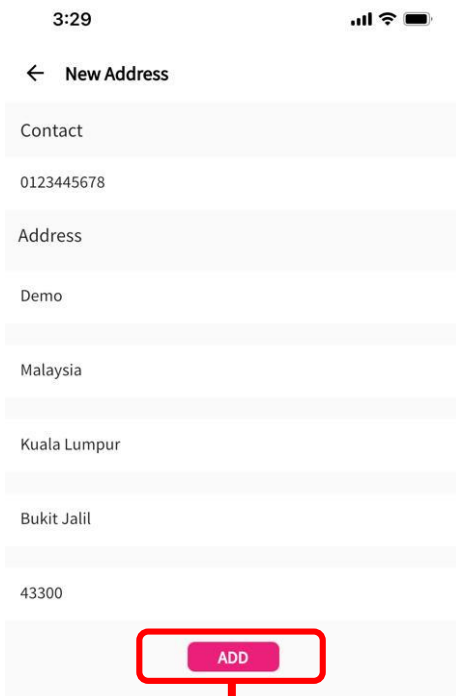 3:29
New Address
Contact
0123445678
Address
Demo
Malaysia
Kuala Lumpur
Bukit Jalil
43300
ADD